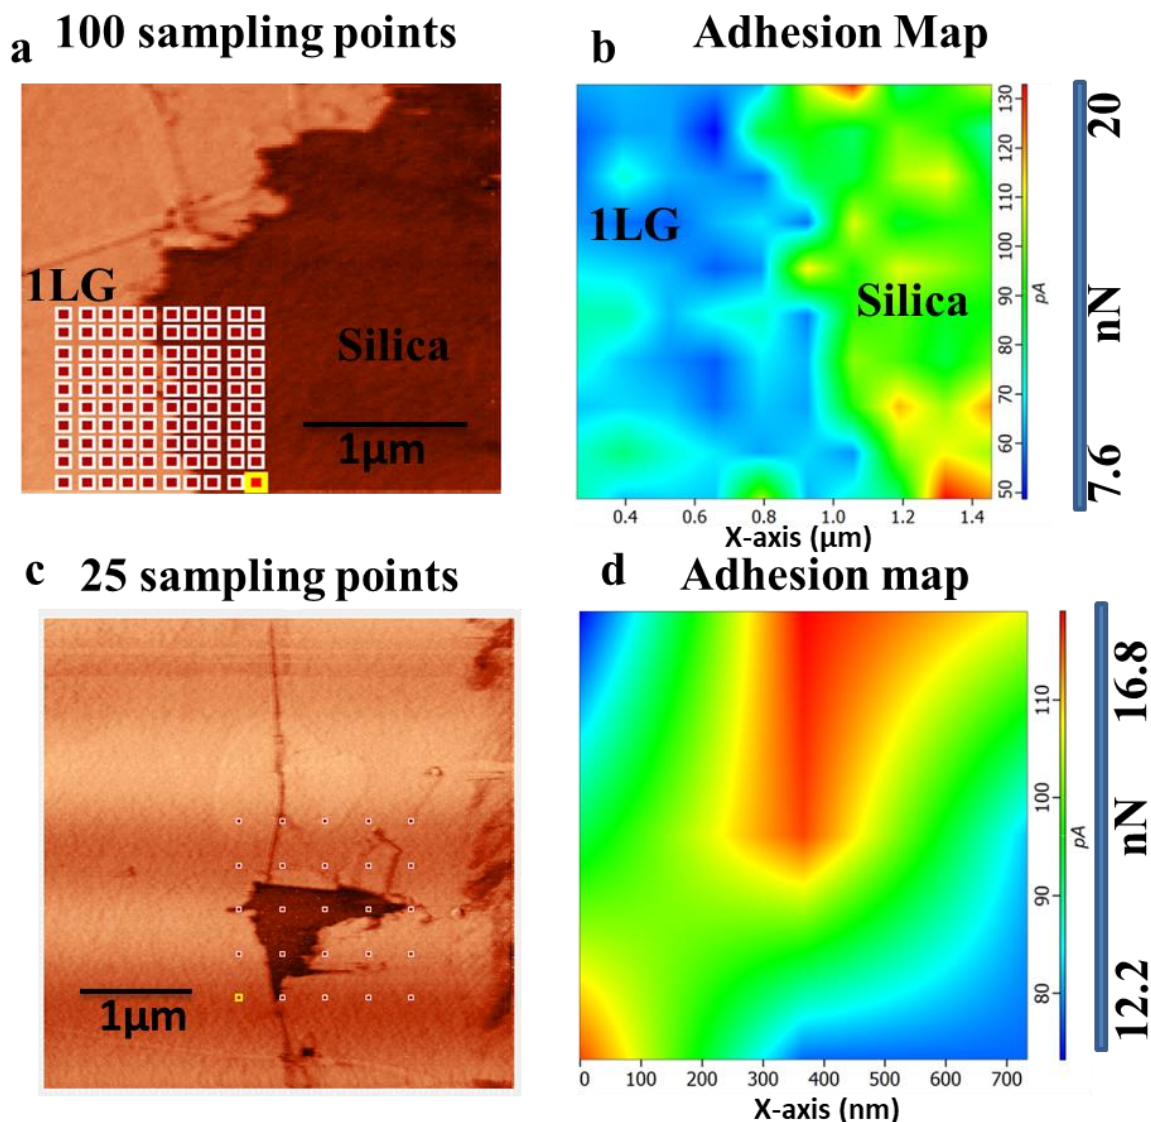 a 100 sampling points
1LG
Silica
1µm
b Adhesion Map
1LG
Silica
130
120
110
100
90
80
70
60
50
pA
20
nN
7.6
0.4 0.6 0.8 1.0 1.2 1.4
X-axis (µm)
c 25 sampling points
1µm
d Adhesion map
110
100
90
80
pA
16.8
nN
12.2
0 100 200 300 400 500 600 700
X-axis (nm)